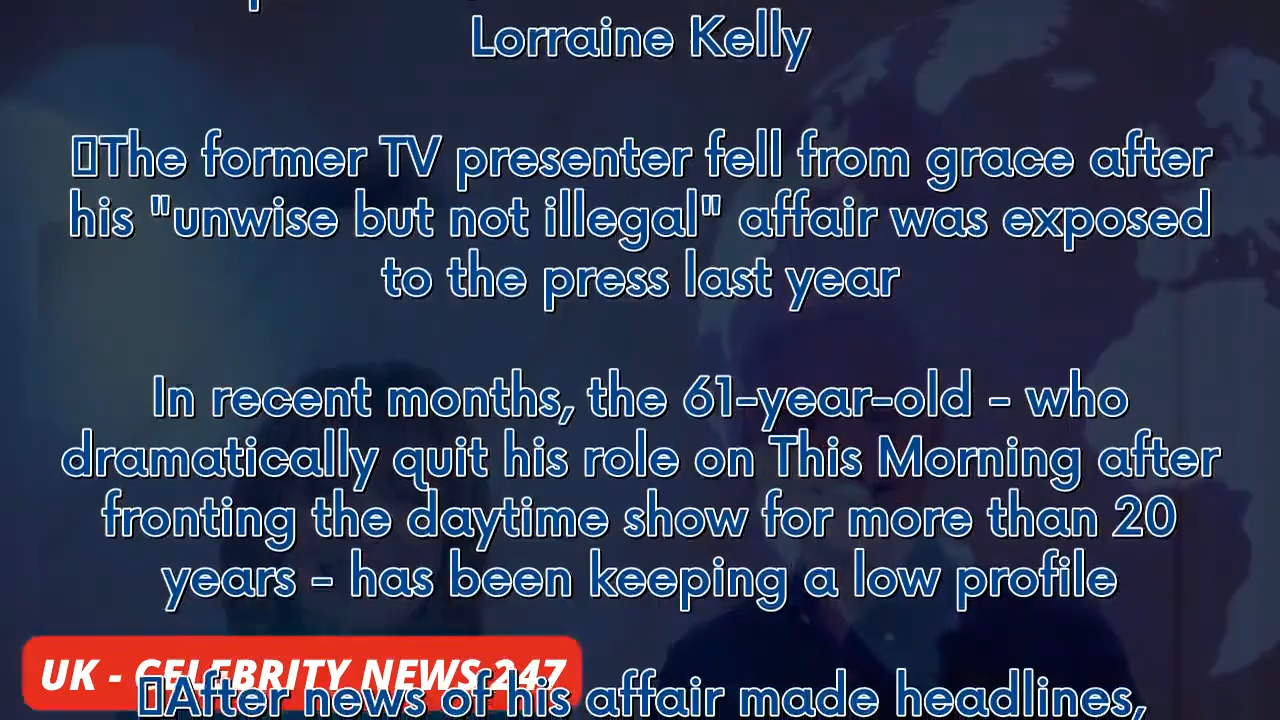 Lorraine Kelly
The former TV presenter fell from grace after
his "unwise but not illegal" affair was exposed
to the press last year
In recent months, the 61-year-old - who
dramatically quit his role on This Morning after
fronting the daytime show for more than 20
years - has been keeping a low profile
UK - CELEBRITY NEWS 247
After news of his affair made headlines,